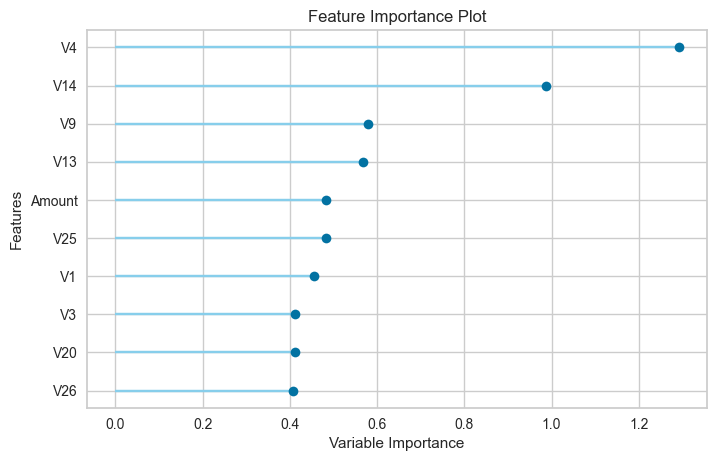 Feature Importance Plot
V4
V14
V9
V13
Amount
V25
V1
V3
V20
V26
Features
0.0 0.2 0.4 0.6 0.8 1.0 1.2
Variable Importance